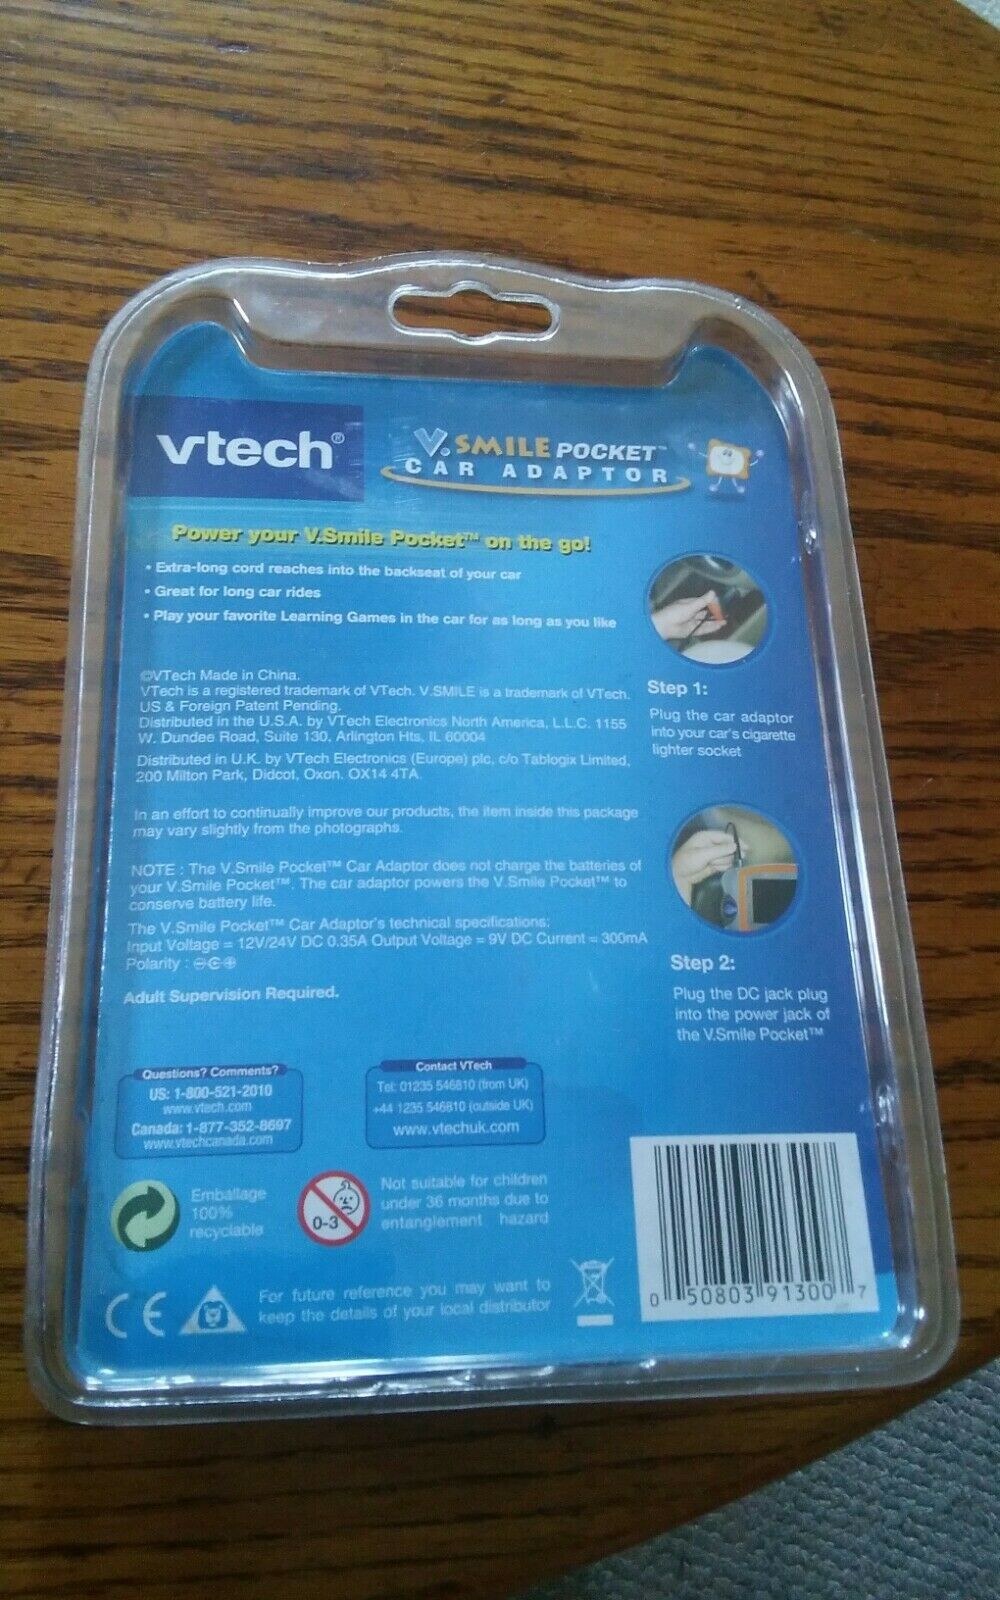 vtech®
V.SMILE POCKET™
CAR ADAPTOR
Power your V.Smile Pocket™ on the go!
• Extra-long cord reaches into the backseat of your car
• Great for long car rides
• Play your favorite Learning Games in the car for as long as you like
©VTech Made in China.
VTech is a registered trademark of VTech. V.SMILE is a trademark of VTech.
US & Foreign Patent Pending.
Distributed in the U.S.A. by VTech Electronics North America, L.L.C. 1155
W. Dundee Road, Suite 130, Arlington Hts, IL 60004
Distributed in U.K. by VTech Electronics (Europe) plc, c/o Tablogix Limited,
200 Milton Park, Didcot, Oxon. OX14 4TA.
In an effort to continually improve our products, the item inside this package
may vary slightly from the photographs.
NOTE : The V.Smile Pocket™ Car Adaptor does not charge the batteries of
your V.Smile Pocket™. The car adaptor powers the V.Smile Pocket™ to
conserve battery life.
The V.Smile Pocket™ Car Adaptor's technical specifications:
Input Voltage = 12V/24V DC 0.35A Output Voltage = 9V DC Current = 300mA
Polarity :
Adult Supervision Required.
Step 1:
Plug the car adaptor
into your car's cigarette
lighter socket
Step 2:
Plug the DC jack plug
into the power jack of
the V.Smile Pocket™
Questions? Comments?
US: 1-800-521-2010
www.vtech.com
Canada: 1-877-352-8697
www.vtechcanada.com
Contact VTech
Tel: 01235 546810 (from UK)
+44 1235 546810 (outside UK)
www.vtechuk.com
Emballage
100%
recyclable
0-3
Not suitable for children
under 36 months due to
entanglement hazard
CE
For future reference you may want to
keep the details of your local distributor
0 50803 91300 7